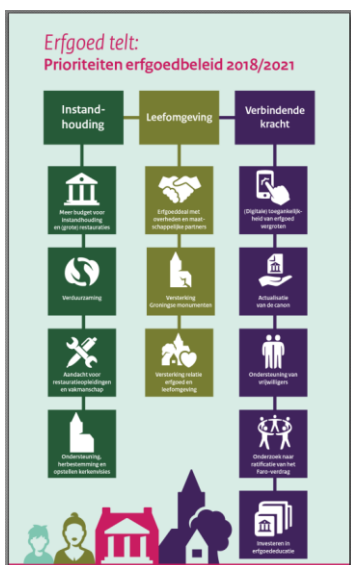 Erfgoed telt:
Prioriteiten erfgoedbeleid 2018/2021
Instand-
houding
Leefomgeving
Verbindende
kracht
Meer budget voor
instandhouding
en (grote) restauraties
Erfgoeddeal met
overheden en maat-
schappelijke partners
(Digitale) toegankelijk-
heid van erfgoed
vergroten
Verduurzaming
Versterking
Groningse monumenten
Actualisatie
van de canon
Aandacht voor
restauratieopleidingen
en vakmanschap
Versterking relatie
erfgoed en
leefomgeving
Ondersteuning van
vrijwilligers
Ondersteuning,
herbestemming en
opstellen kerkenvisies
Onderzoek naar
ratificatie van het
Faro-verdrag
Investeren in
erfgoededucatie